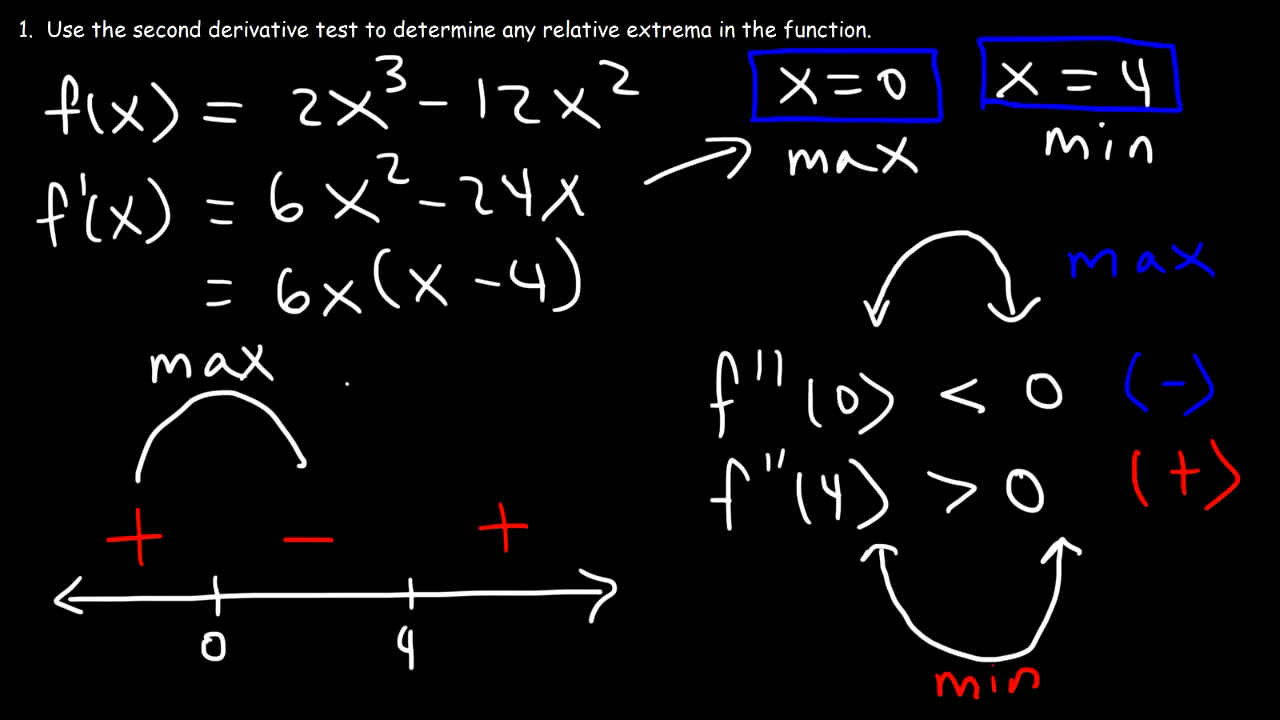 1. Use the second derivative test to determine any relative extrema in the function.
f(x) = 2x³ - 12x²
f'(x) = 6x² - 24x
= 6x(x - 4)
x = 0
max
x = 4
min
max
+ - +
0 4
max
f''(0) < 0 (-)
f''(4) > 0 (+)
min